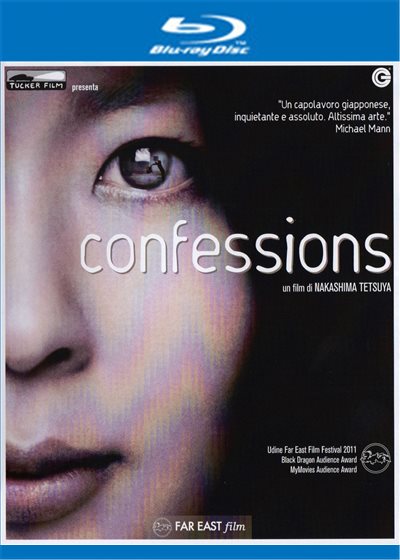 Blu-ray Disc
TM
TUCKER FILM
presenta
"Un capolavoro giapponese,
inquietante e assoluto. Altissima arte."
Michael Mann
confessions
un film di NAKASHIMA TETSUYA
Udine Far East Film Festival 2011
Black Dragon Audience Award
MyMovies Audience Award
FAR EAST film